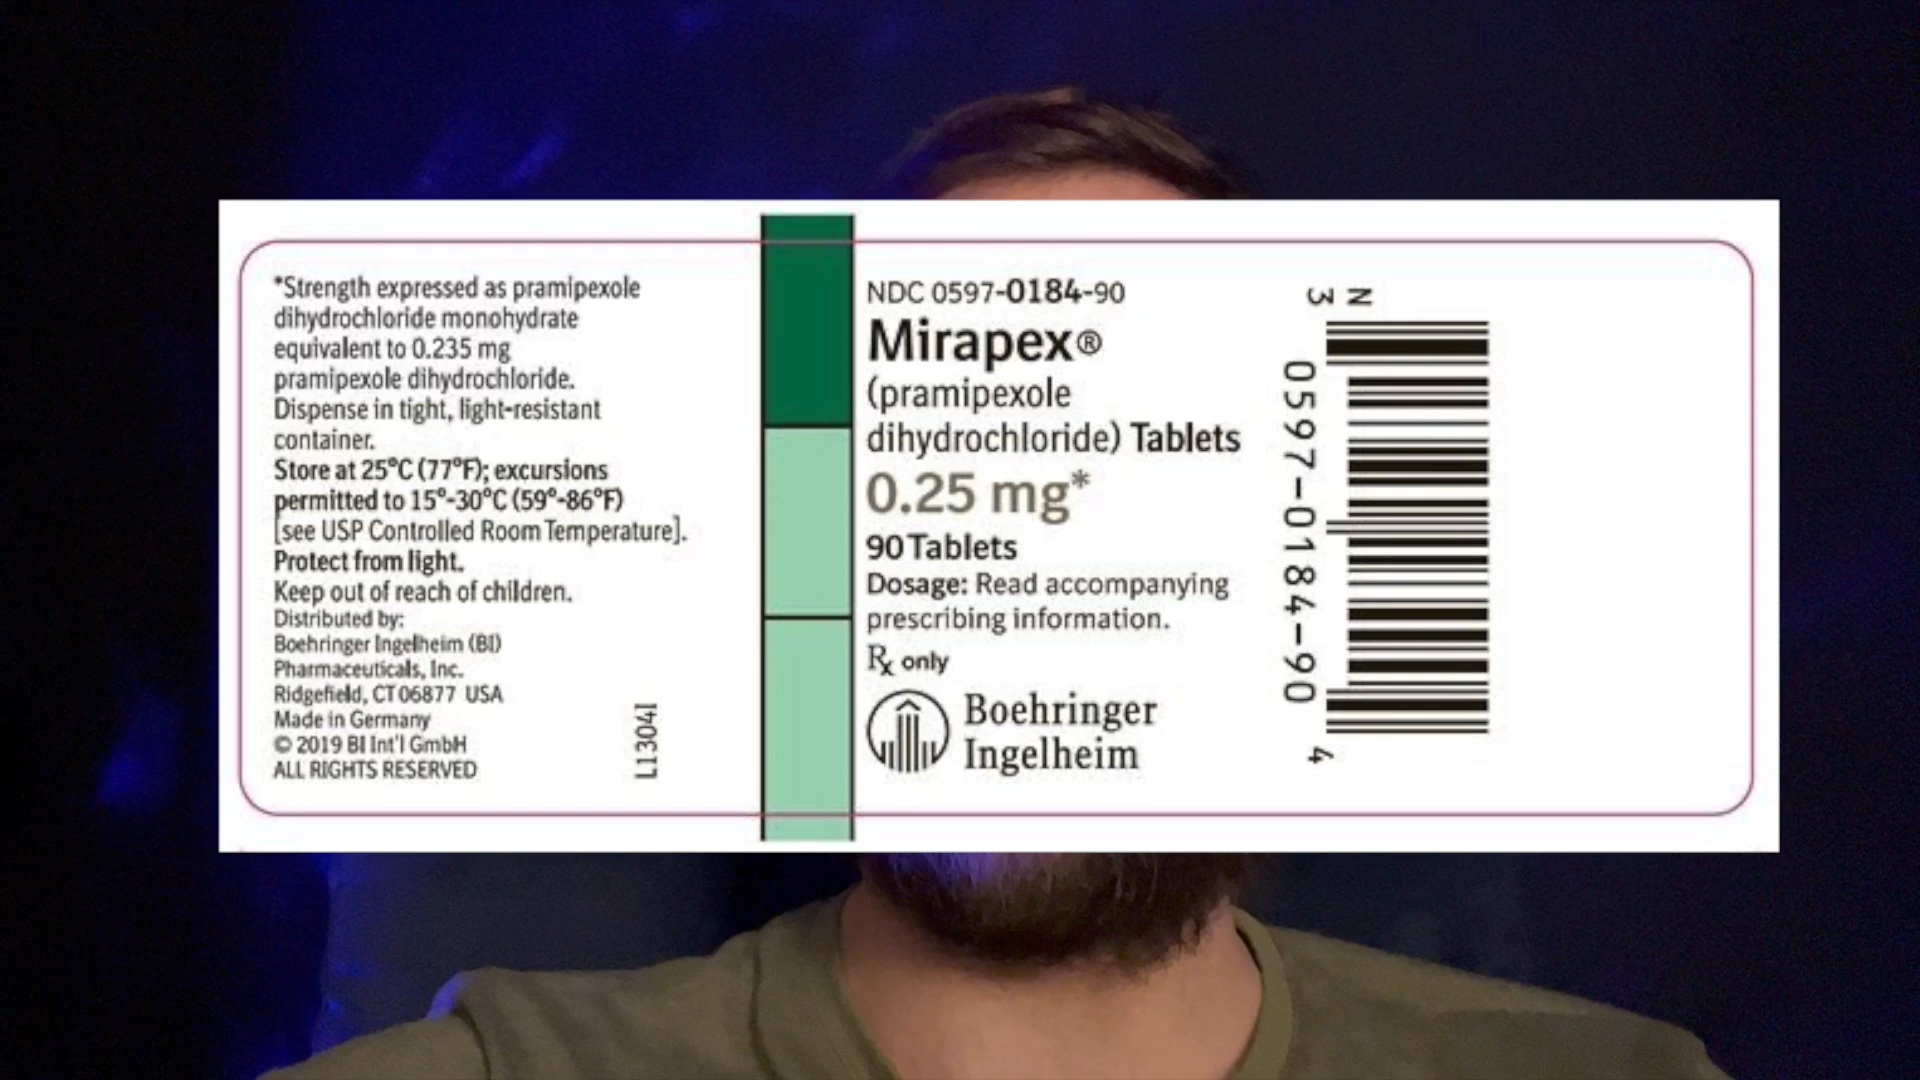 *Strength expressed as pramipexole
dihydrochloride monohydrate
equivalent to 0.235 mg
pramipexole dihydrochloride.
Dispense in tight, light-resistant
container.
Store at 25°C (77°F); excursions
permitted to 15°-30°C (59°-86°F)
[see USP Controlled Room Temperature].
Protect from light.
Keep out of reach of children.
Distributed by:
Boehringer Ingelheim (BI)
Pharmaceuticals, Inc.
Ridgefield, CT 06877 USA
Made in Germany
© 2019 BI Int'l GmbH
ALL RIGHTS RESERVED
L1304I
NDC 0597-0184-90
Mirapex®
(pramipexole
dihydrochloride) Tablets
0.25 mg*
90 Tablets
Dosage: Read accompanying
prescribing information.
Rx only
Boehringer
Ingelheim
N
3 0597-0184-90 4